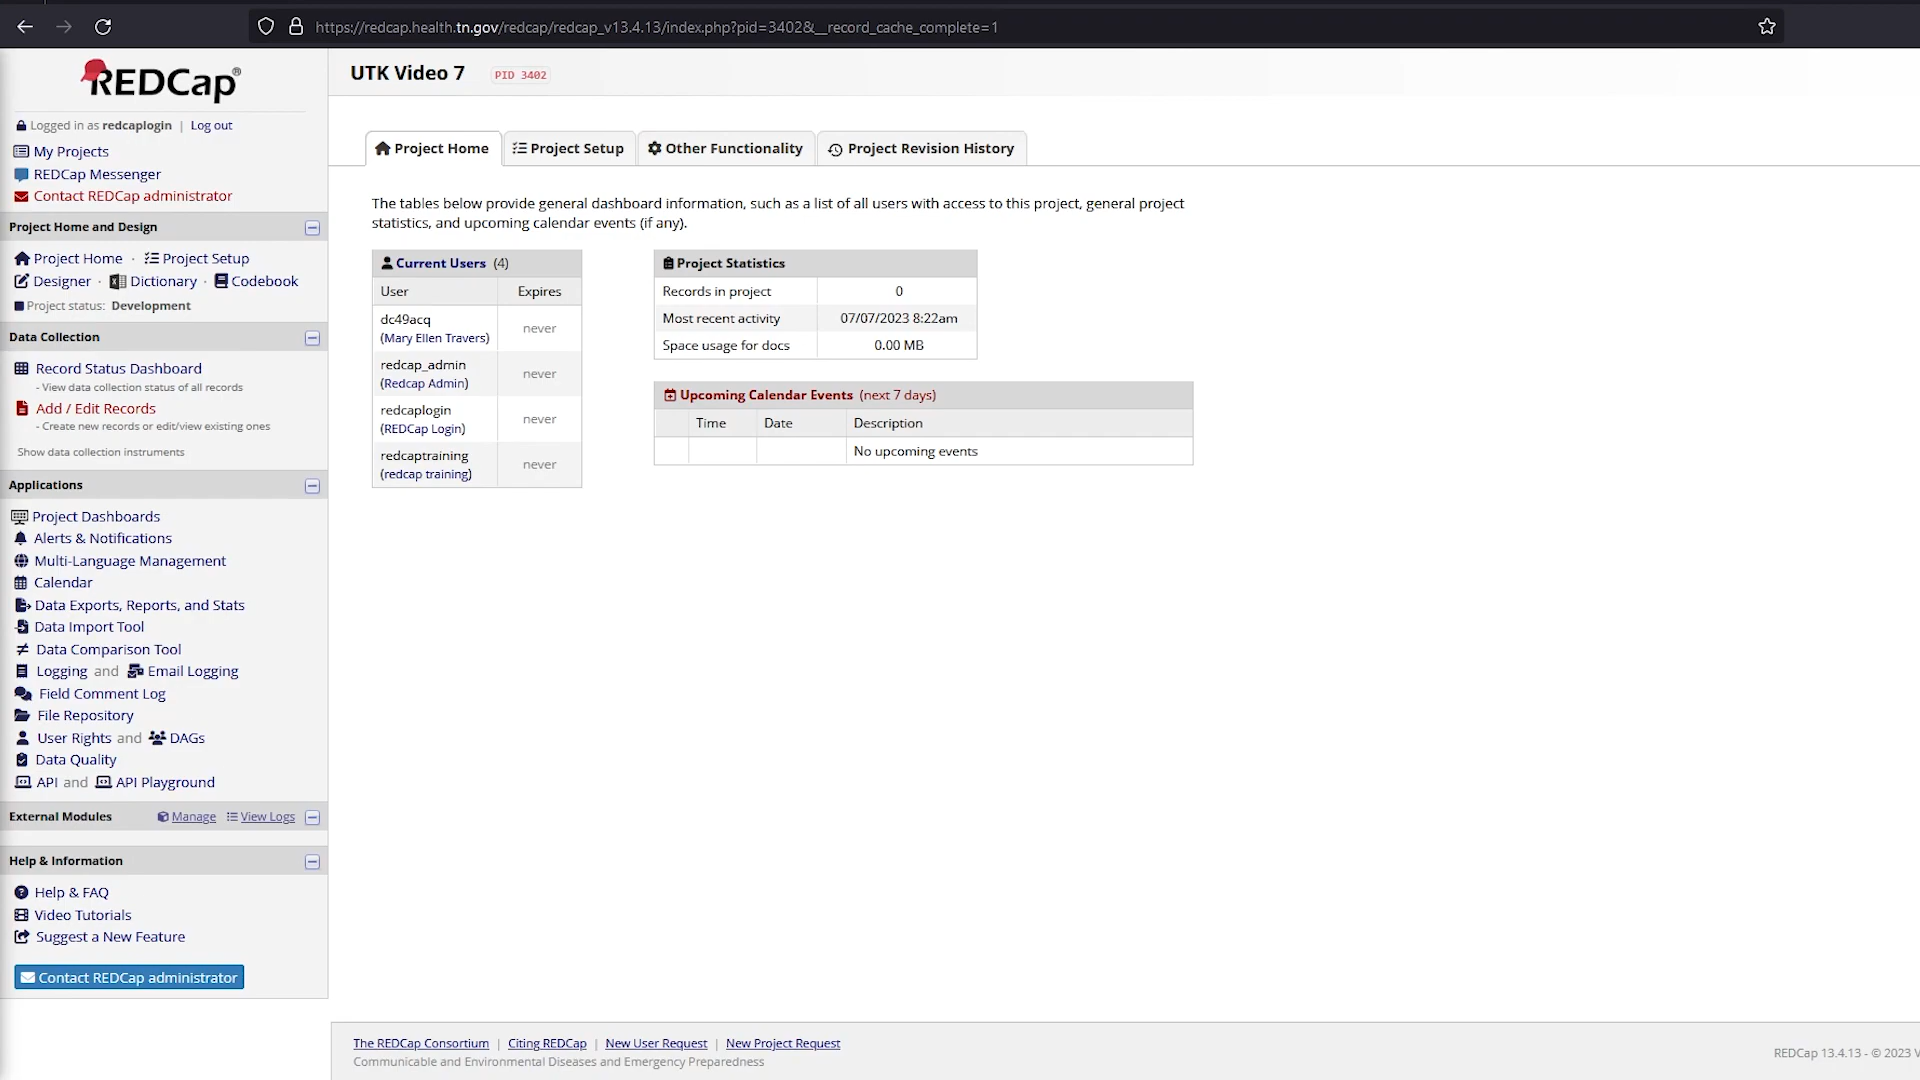 https://redcap.health.tn.gov/redcap/redcap_v13.4.13/index.php?pid=3402&__record_cache_complete=1
REDCap®
Logged in as redcaplogin | Log out
My Projects
REDCap Messenger
Contact REDCap administrator
Project Home and Design
Project Home · Project Setup
Designer · Dictionary · Codebook
Project status: Development
Data Collection
Record Status Dashboard
- View data collection status of all records
Add / Edit Records
- Create new records or edit/view existing ones
Show data collection instruments
Applications
Project Dashboards
Alerts & Notifications
Multi-Language Management
Calendar
Data Exports, Reports, and Stats
Data Import Tool
Data Comparison Tool
Logging and Email Logging
Field Comment Log
File Repository
User Rights and DAGs
Data Quality
API and API Playground
External Modules Manage View Logs
Help & Information
Help & FAQ
Video Tutorials
Suggest a New Feature
Contact REDCap administrator
UTK Video 7 PID 3402
Project Home Project Setup Other Functionality Project Revision History
The tables below provide general dashboard information, such as a list of all users with access to this project, general project
statistics, and upcoming calendar events (if any).
Current Users (4)
User Expires
dc49acq
(Mary Ellen Travers) never
redcap_admin
(Redcap Admin) never
redcaplogin
(REDCap Login) never
redcaptraining
(redcap training) never
Project Statistics
Records in project 0
Most recent activity 07/07/2023 8:22am
Space usage for docs 0.00 MB
Upcoming Calendar Events (next 7 days)
Time Date Description
No upcoming events
The REDCap Consortium | Citing REDCap | New User Request | New Project Request
Communicable and Environmental Diseases and Emergency Preparedness
REDCap 13.4.13 - © 2023 V